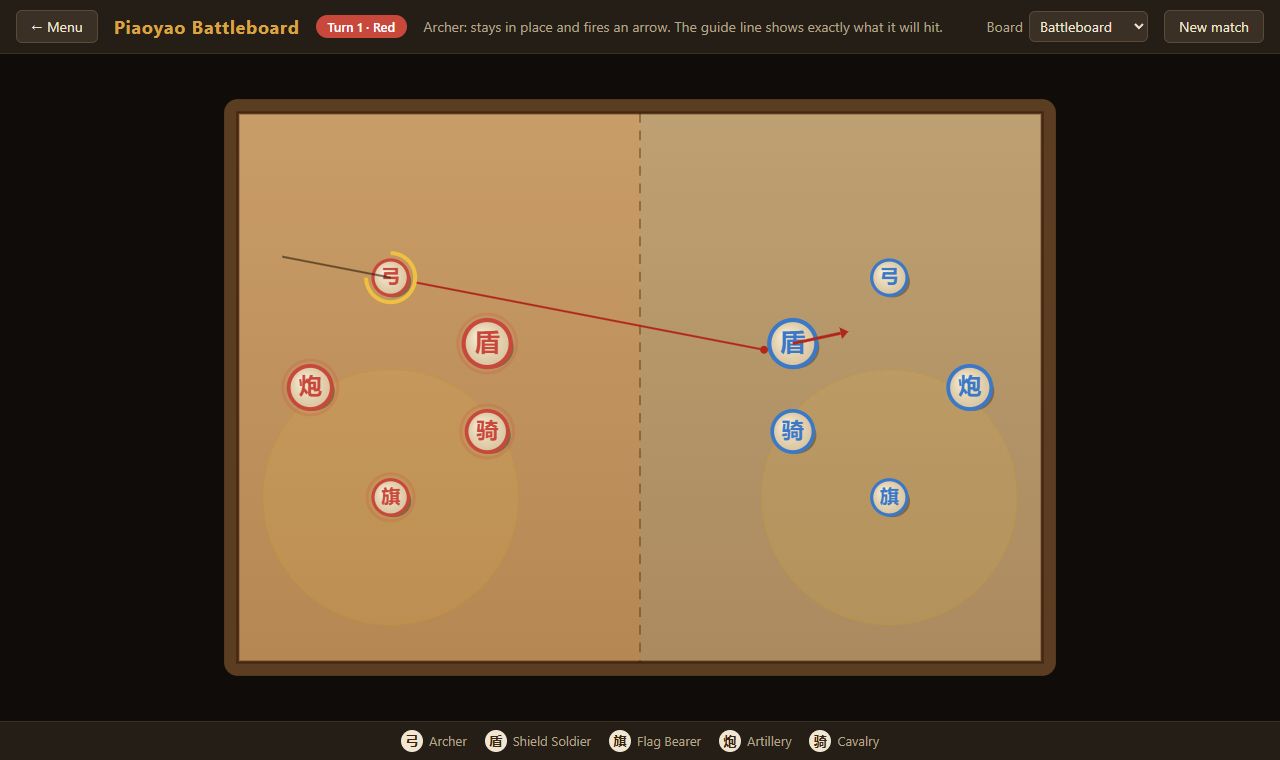 ← Menu
Piaoyao Battleboard
Turn 1 · Red
Archer: stays in place and fires an arrow. The guide line shows exactly what it will hit.
Board
Battleboard
New match
弓
弓
盾
盾
炮
炮
骑
骑
旗
旗
弓 Archer
盾 Shield Soldier
旗 Flag Bearer
炮 Artillery
骑 Cavalry